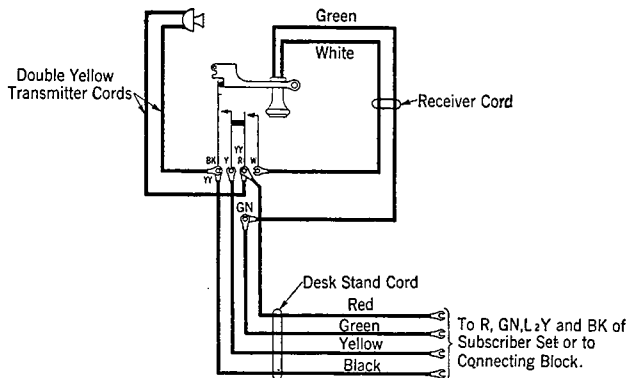 Green
White
Double Yellow
Transmitter Cords
Receiver Cord
BK
Y
YY
R
W
YY
GN
Desk Stand Cord
Red
Green
Yellow
Black
To R, GN,L₂Y and BK of
Subscriber Set or to
Connecting Block.